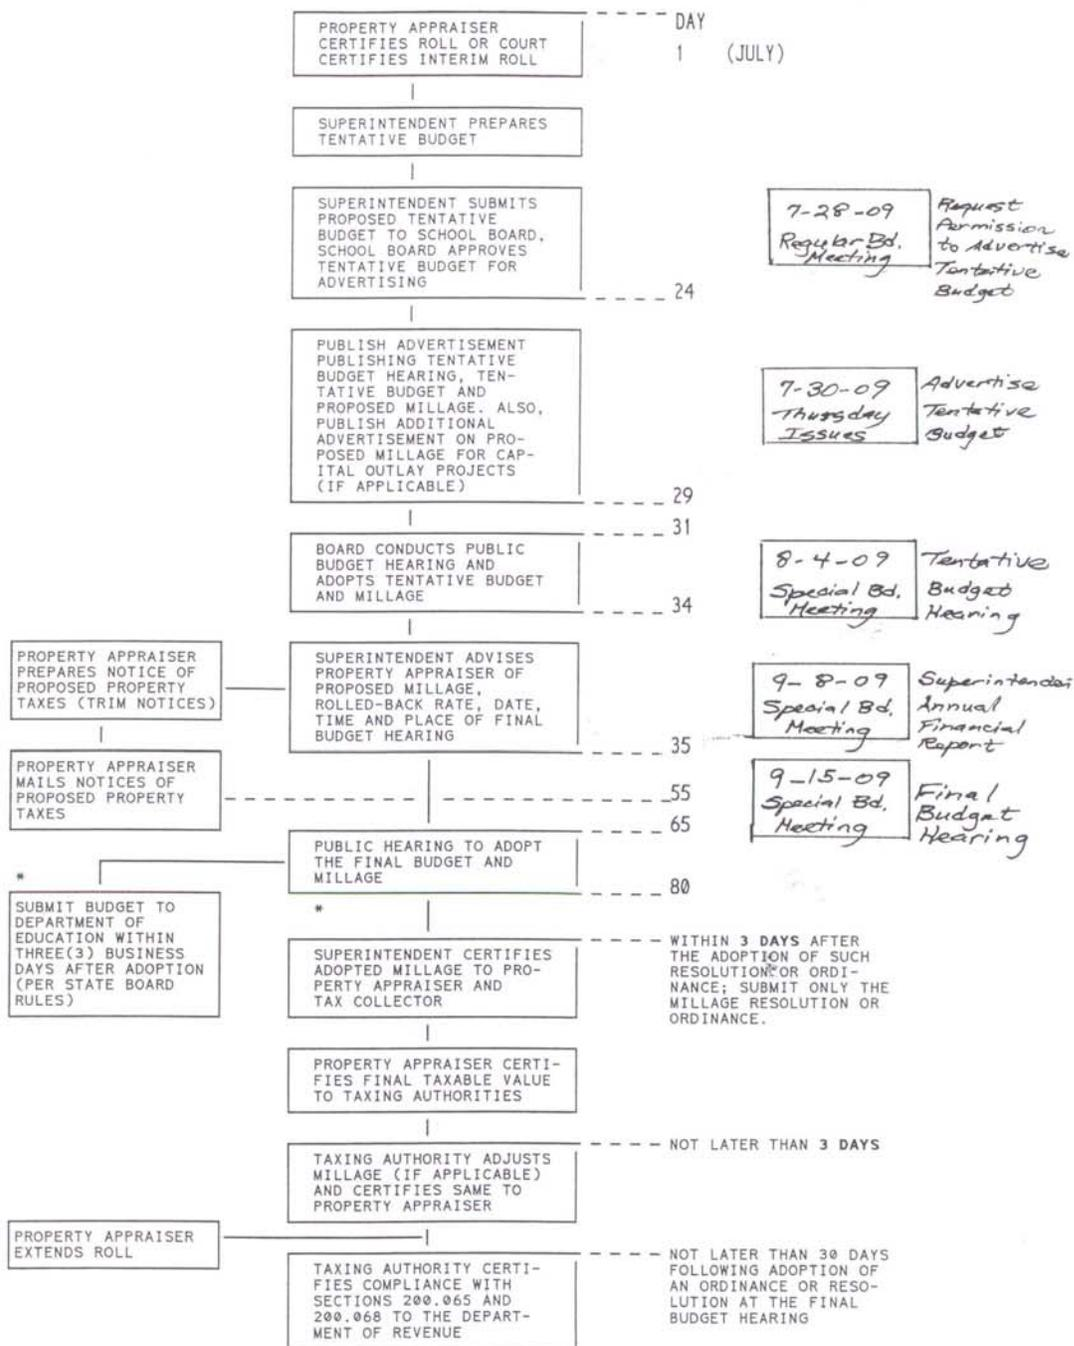 PROPERTY APPRAISER
CERTIFIES ROLL OR COURT
CERTIFIES INTERIM ROLL
DAY
1 (JULY)
SUPERINTENDENT PREPARES
TENTATIVE BUDGET
SUPERINTENDENT SUBMITS
PROPOSED TENTATIVE
BUDGET TO SCHOOL BOARD,
SCHOOL BOARD APPROVES
TENTATIVE BUDGET FOR
ADVERTISING
24
7-28-09
Regular Bd.
Meeting
Request
Permission
to Advertise
Tentative
Budget
PUBLISH ADVERTISEMENT
PUBLISHING TENTATIVE
BUDGET HEARING, TEN-
TATIVE BUDGET AND
PROPOSED MILLAGE. ALSO,
PUBLISH ADDITIONAL
ADVERTISEMENT ON PRO-
POSED MILLAGE FOR CAP-
ITAL OUTLAY PROJECTS
(IF APPLICABLE)
29
7-30-09
Thursday
Issues
Advertise
Tentative
Budget
31
BOARD CONDUCTS PUBLIC
BUDGET HEARING AND
ADOPTS TENTATIVE BUDGET
AND MILLAGE
34
8-4-09
Special Bd.
Meeting
Tentative
Budget
Hearing
PROPERTY APPRAISER
PREPARES NOTICE OF
PROPOSED PROPERTY
TAXES (TRIM NOTICES)
SUPERINTENDENT ADVISES
PROPERTY APPRAISER OF
PROPOSED MILLAGE,
ROLLED-BACK RATE, DATE,
TIME AND PLACE OF FINAL
BUDGET HEARING
35
9-8-09
Special Bd.
Meeting
Annual
Financial
Report
PROPERTY APPRAISER
MAILS NOTICES OF
PROPOSED PROPERTY
TAXES
55
65
9-15-09
Special Bd.
Meeting
Final
Budget
Hearing
PUBLIC HEARING TO ADOPT
THE FINAL BUDGET AND
MILLAGE
80
*
SUBMIT BUDGET TO
DEPARTMENT OF
EDUCATION WITHIN
THREE(3) BUSINESS
DAYS AFTER ADOPTION
(PER STATE BOARD
RULES)
*
SUPERINTENDENT CERTIFIES
ADOPTED MILLAGE TO PRO-
PERTY APPRAISER AND
TAX COLLECTOR
WITHIN 3 DAYS AFTER
THE ADOPTION OF SUCH
RESOLUTION OR ORDI-
NANCE; SUBMIT ONLY THE
MILLAGE RESOLUTION OR
ORDINANCE.
PROPERTY APPRAISER CERTI-
FIES FINAL TAXABLE VALUE
TO TAXING AUTHORITIES
TAXING AUTHORITY ADJUSTS
MILLAGE (IF APPLICABLE)
AND CERTIFIES SAME TO
PROPERTY APPRAISER
NOT LATER THAN 3 DAYS
PROPERTY APPRAISER
EXTENDS ROLL
TAXING AUTHORITY CERTI-
FIES COMPLIANCE WITH
SECTIONS 200.065 AND
200.068 TO THE DEPART-
MENT OF REVENUE
NOT LATER THAN 30 DAYS
FOLLOWING ADOPTION OF
AN ORDINANCE OR RESO-
LUTION AT THE FINAL
BUDGET HEARING